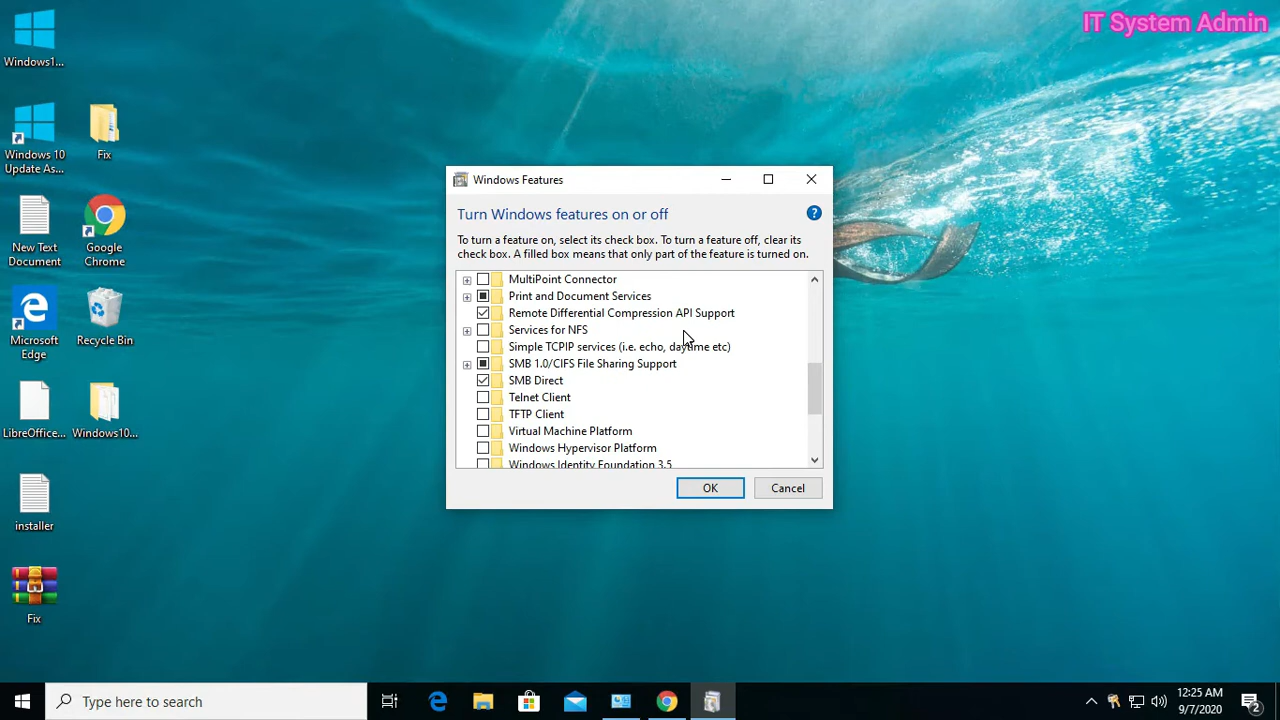 IT System Admin
Windows1...
Windows 10
Update As...
Fix
New Text
Document
Google
Chrome
Microsoft
Edge
Recycle Bin
LibreOffice...
Windows10...
installer
Fix
Windows Features
Turn Windows features on or off
?
To turn a feature on, select its check box. To turn a feature off, clear its
check box. A filled box means that only part of the feature is turned on.
MultiPoint Connector
Print and Document Services
Remote Differential Compression API Support
Services for NFS
Simple TCPIP services (i.e. echo, daytime etc)
SMB 1.0/CIFS File Sharing Support
SMB Direct
Telnet Client
TFTP Client
Virtual Machine Platform
Windows Hypervisor Platform
Windows Identity Foundation 3.5
OK
Cancel
Type here to search
12:25 AM
9/7/2020
2